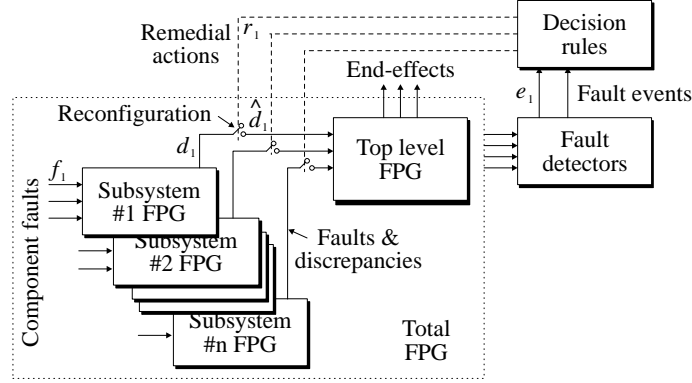 Remedial
actions
r1
Decision
rules
End-effects
e1
Fault events
Reconfiguration
d̂1
d1
Top level
FPG
Fault
detectors
Component faults
f1
Subsystem
#1 FPG
Subsystem
#2 FPG
Faults &
discrepancies
Subsystem
#n FPG
Total
FPG